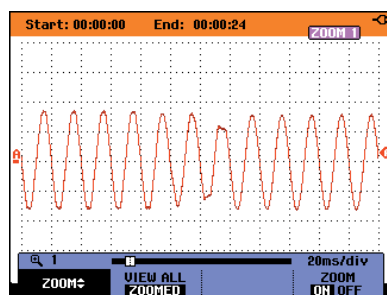 Start: 00:00:00 End: 00:00:24
ZOOM 1
A
1 20ms/div
ZOOM VIEW ALL ZOOM
ZOOMED ON OFF